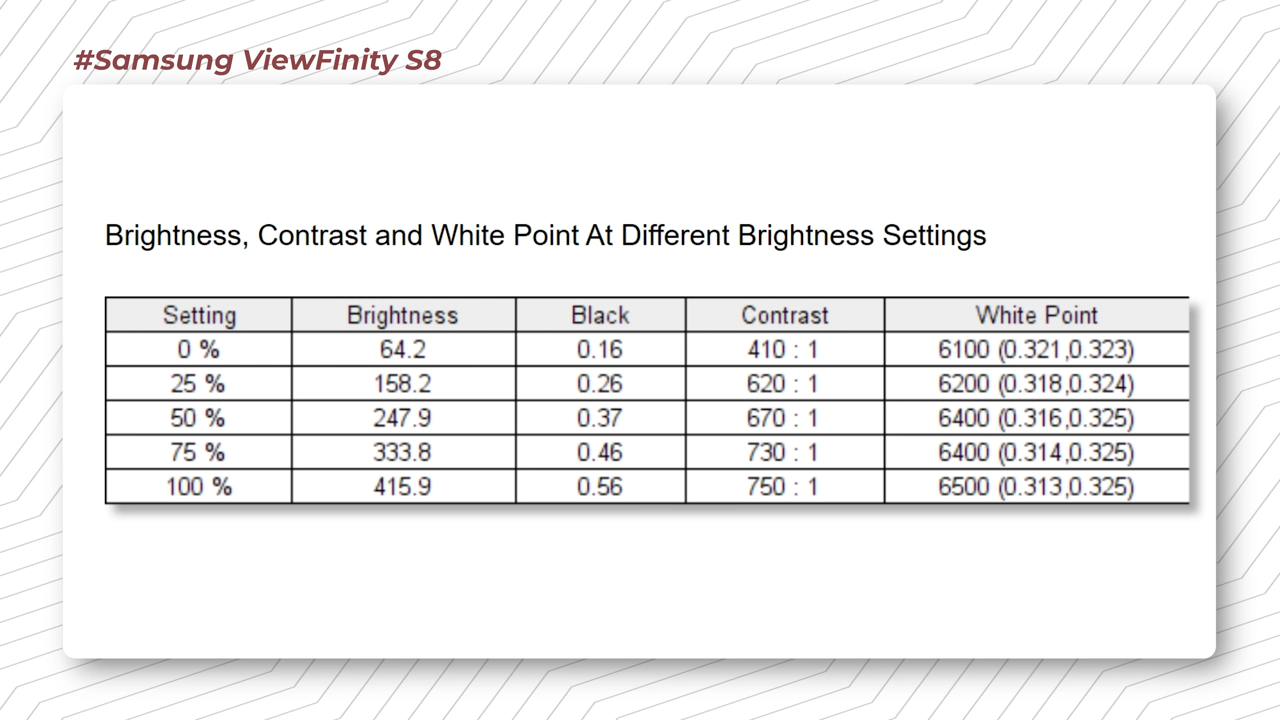 #Samsung ViewFinity S8
Brightness, Contrast and White Point At Different Brightness Settings
Setting Brightness Black Contrast White Point
0 % 64.2 0.16 410 : 1 6100 (0.321,0.323)
25 % 158.2 0.26 620 : 1 6200 (0.318,0.324)
50 % 247.9 0.37 670 : 1 6400 (0.316,0.325)
75 % 333.8 0.46 730 : 1 6400 (0.314,0.325)
100 % 415.9 0.56 750 : 1 6500 (0.313,0.325)